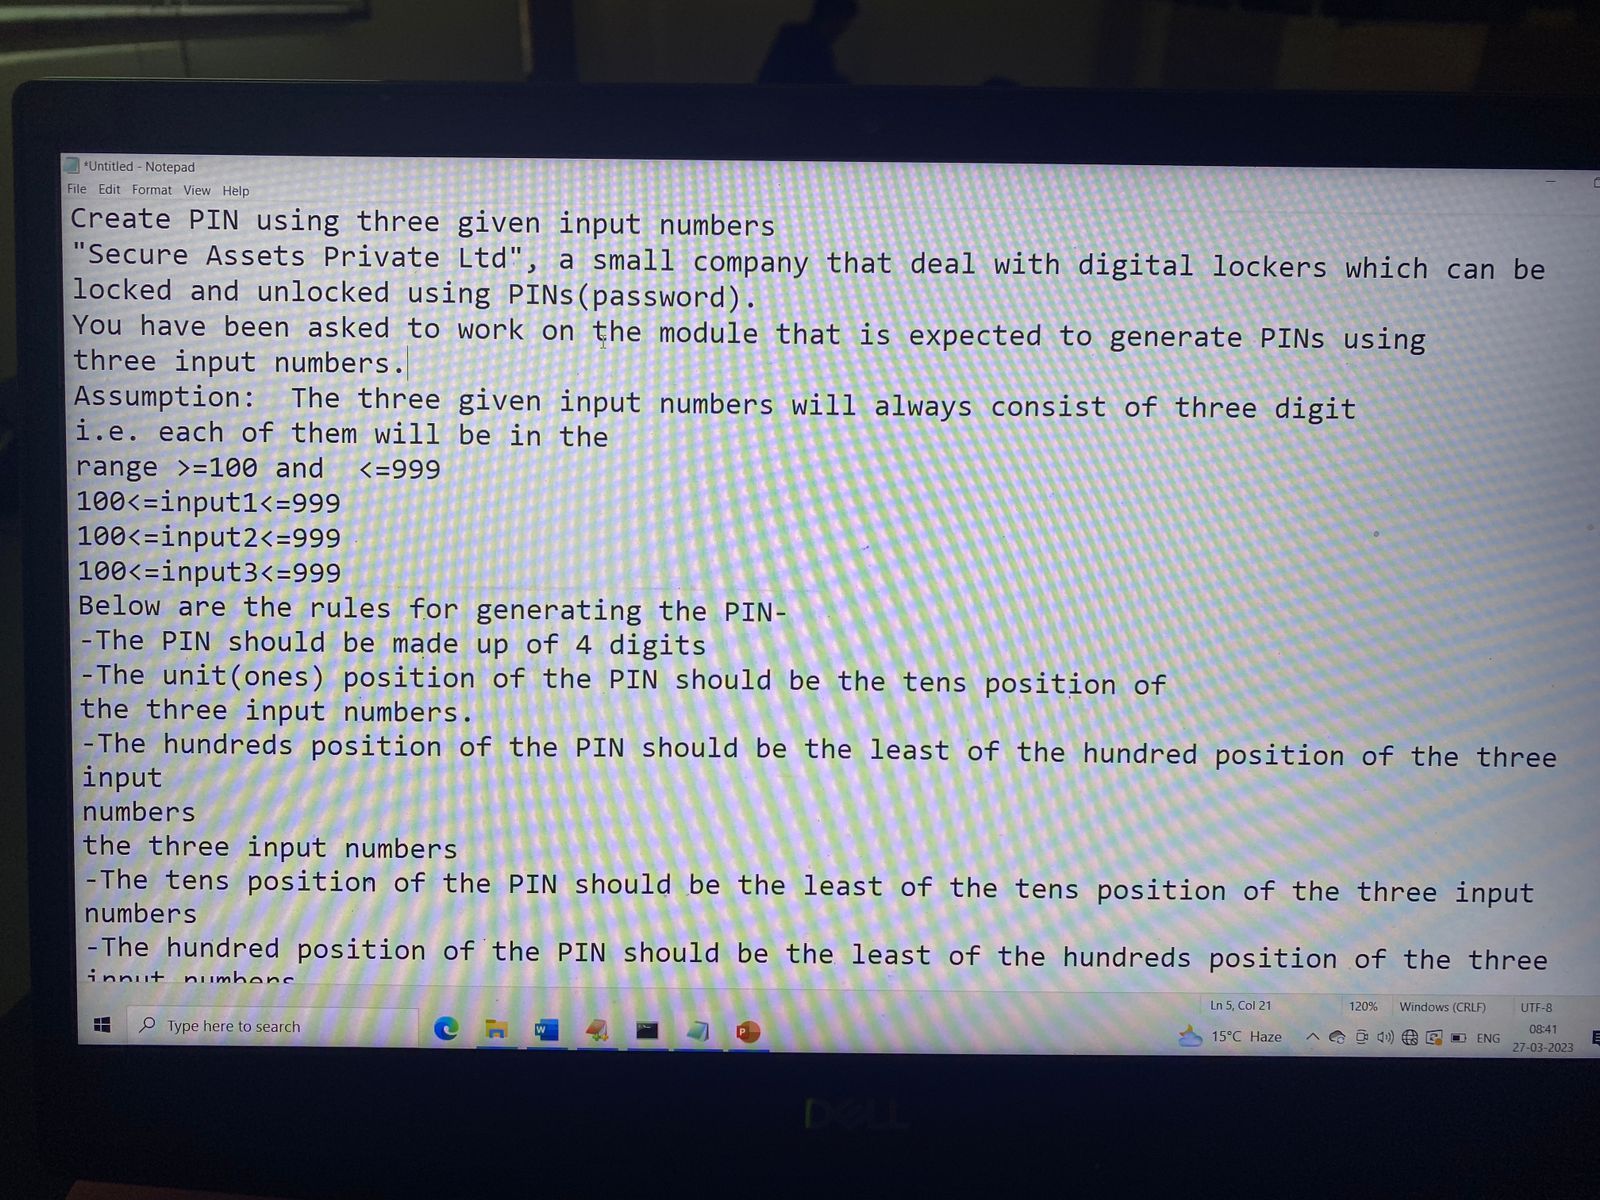 *Untitled - Notepad
File Edit Format View Help
Create PIN using three given input numbers
"Secure Assets Private Ltd", a small company that deal with digital lockers which can be
locked and unlocked using PINs(password).
You have been asked to work on the module that is expected to generate PINs using
three input numbers.
Assumption:  The three given input numbers will always consist of three digit
i.e. each of them will be in the
range >=100 and  <=999
100<=input1<=999
100<=input2<=999
100<=input3<=999
Below are the rules for generating the PIN-
-The PIN should be made up of 4 digits
-The unit(ones) position of the PIN should be the tens position of
the three input numbers.
-The hundreds position of the PIN should be the least of the hundred position of the three
input
numbers
the three input numbers
-The tens position of the PIN should be the least of the tens position of the three input
numbers
-The hundred position of the PIN should be the least of the hundreds position of the three
input numbers
Ln 5, Col 21 120% Windows (CRLF) UTF-8
Type here to search
15°C Haze ENG 08:41
27-03-2023
DELL